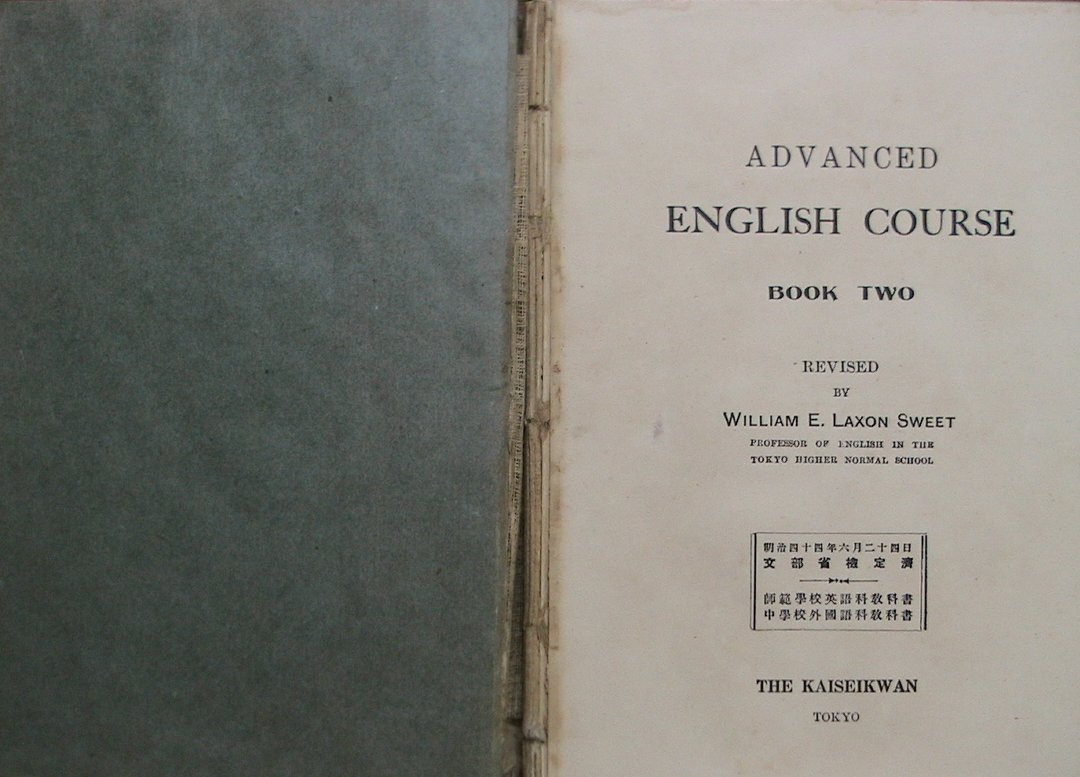 ADVANCED
ENGLISH COURSE
BOOK TWO
REVISED
BY
WILLIAM E. LAXON SWEET
PROFESSOR OF ENGLISH IN THE
TOKYO HIGHER NORMAL SCHOOL
明治四十四年六月二十四日
文部省檢定濟
師範學校英語科敎科書
中學校外國語科敎科書
THE KAISEIKWAN
TOKYO